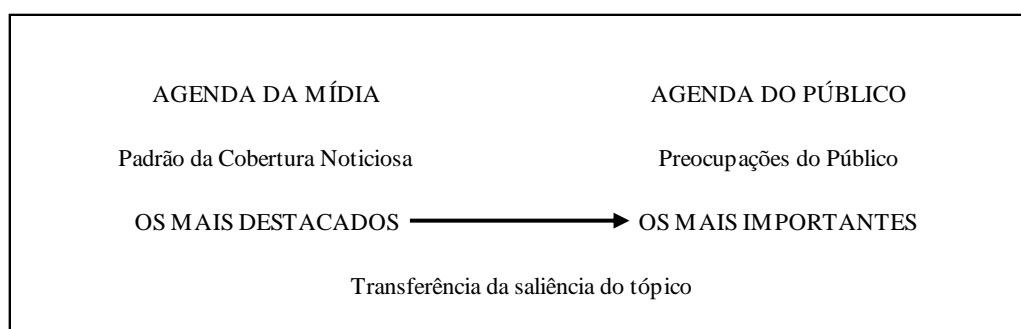 AGENDA DA MÍDIA AGENDA DO PÚBLICO
Padrão da Cobertura Noticiosa Preocupações do Público
OS MAIS DESTACADOS OS MAIS IMPORTANTES
Transferência da saliência do tópico